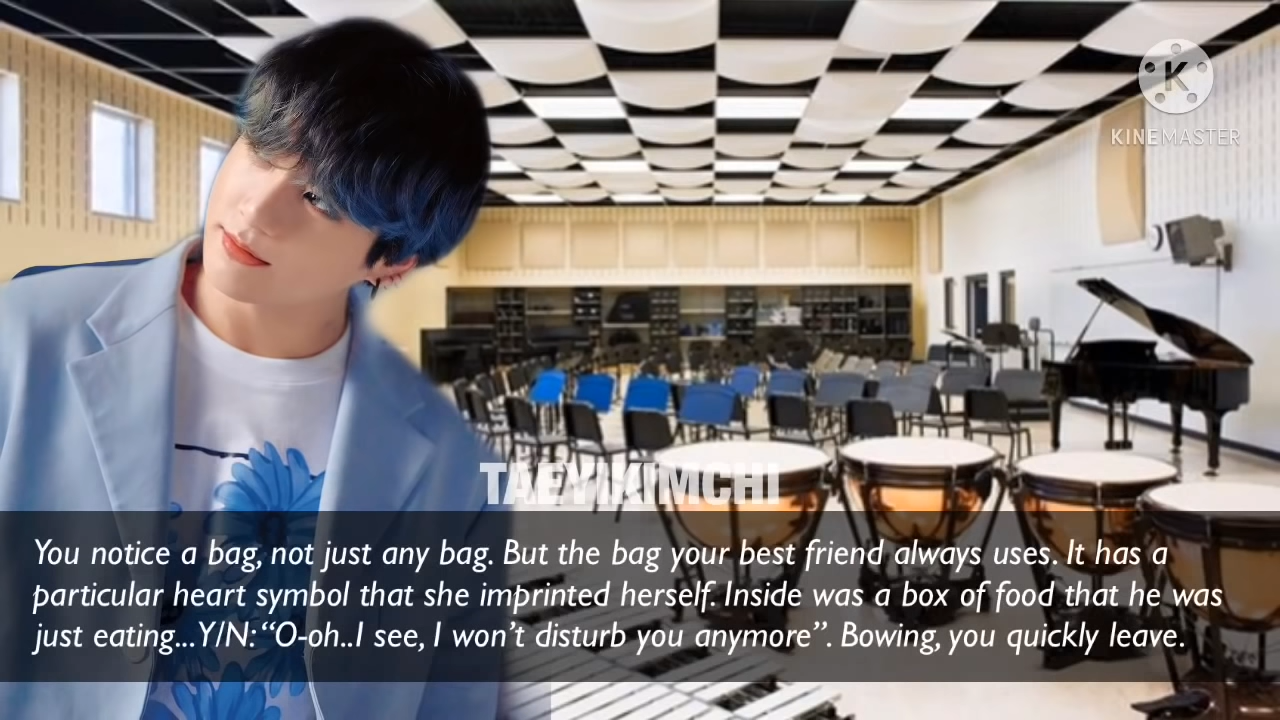 KINEMASTER
TAEYIKIMCHI
You notice a bag, not just any bag. But the bag your best friend always uses. It has a
particular heart symbol that she imprinted herself. Inside was a box of food that he was
just eating...Y/N: “O-oh..I see, I won’t disturb you anymore”. Bowing, you quickly leave.